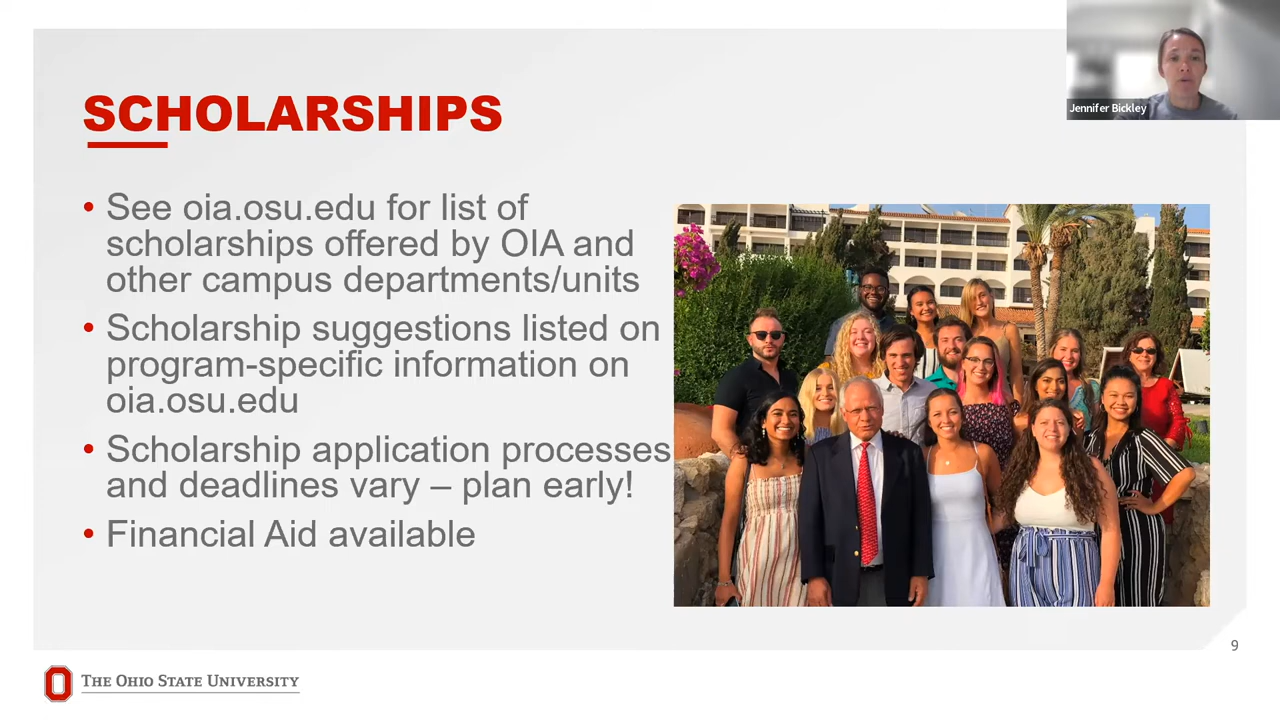 Jennifer Bickley
SCHOLARSHIPS
• See oia.osu.edu for list of
scholarships offered by OIA and
other campus departments/units
• Scholarship suggestions listed on
program-specific information on
oia.osu.edu
• Scholarship application processes
and deadlines vary – plan early!
• Financial Aid available
9
THE OHIO STATE UNIVERSITY